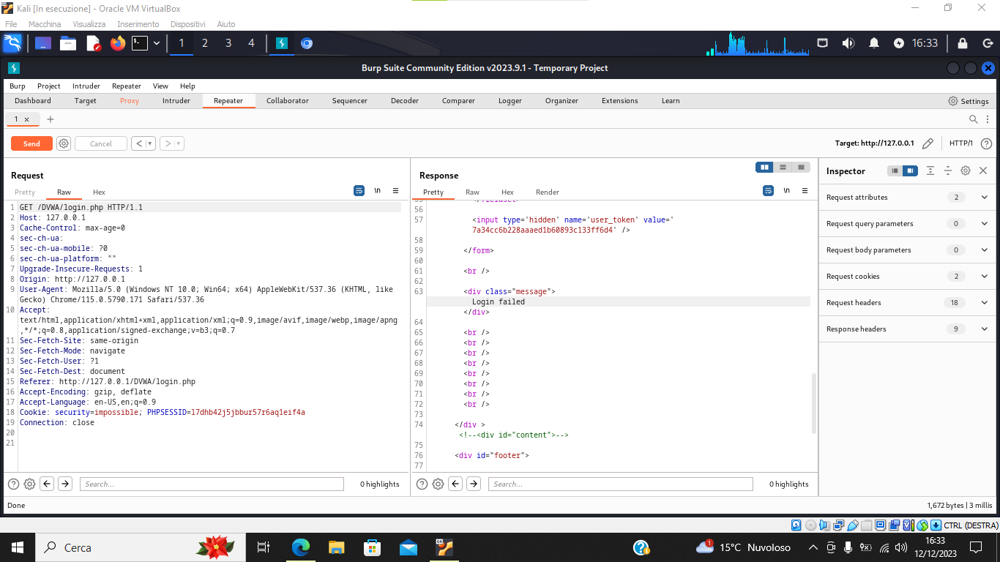 Kali [In esecuzione] - Oracle VM VirtualBox
File Macchina Visualizza Inserimento Dispositivi Aiuto
1 2 3 4 16:33
Burp Suite Community Edition v2023.9.1 - Temporary Project
Burp Project Intruder Repeater View Help
Dashboard Target Proxy Intruder Repeater Collaborator Sequencer Decoder Comparer Logger Organizer Extensions Learn Settings
1 × +
Send Cancel < > Target: http://127.0.0.1 HTTP/1 ?
Request
Pretty Raw Hex \n
1 GET /DVWA/login.php HTTP/1.1
2 Host: 127.0.0.1
3 Cache-Control: max-age=0
4 sec-ch-ua:
5 sec-ch-ua-mobile: ?0
6 sec-ch-ua-platform: ""
7 Upgrade-Insecure-Requests: 1
8 Origin: http://127.0.0.1
9 User-Agent: Mozilla/5.0 (Windows NT 10.0; Win64; x64) AppleWebKit/537.36 (KHTML, like
Gecko) Chrome/115.0.5790.171 Safari/537.36
10 Accept:
text/html,application/xhtml+xml,application/xml;q=0.9,image/avif,image/webp,image/apng
,*/*;q=0.8,application/signed-exchange;v=b3;q=0.7
11 Sec-Fetch-Site: same-origin
12 Sec-Fetch-Mode: navigate
13 Sec-Fetch-User: ?1
14 Sec-Fetch-Dest: document
15 Referer: http://127.0.0.1/DVWA/login.php
16 Accept-Encoding: gzip, deflate
17 Accept-Language: en-US,en;q=0.9
18 Cookie: security=impossible; PHPSESSID=17dhb42j5jbbur57r6aq1eif4a
19 Connection: close
20
21
Search... 0 highlights
Response
Pretty Raw Hex Render \n
55 </fieldset>
56
57 <input type='hidden' name='user_token' value='
7a34cc6b228aaaed1b60893c133ff6d4' />
58
59 </form>
60
61 <br />
62
63 <div class="message">
Login failed
</div>
64
65 <br />
66 <br />
67 <br />
68 <br />
69 <br />
70 <br />
71 <br />
72 <br />
73
74 </div >
<!--<div id="content">-->
75
76 <div id="footer">
77
Search... 0 highlights
Inspector
Request attributes 2
Request query parameters 0
Request body parameters 0
Request cookies 2
Request headers 18
Response headers 9
Done 1,672 bytes | 3 millis
CTRL (DESTRA)
Cerca 15°C Nuvoloso 16:33
12/12/2023